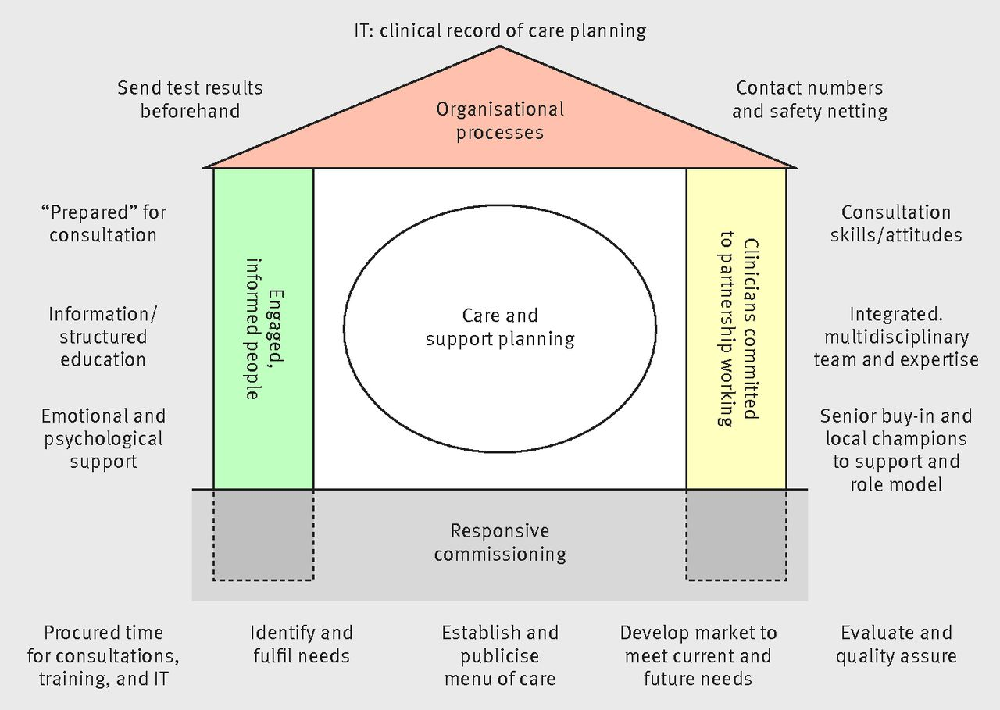 IT: clinical record of care planning
Send test results
beforehand
Contact numbers
and safety netting
Organisational
processes
“Prepared” for
consultation
Information/
structured
education
Emotional and
psychological
support
Engaged,
informed people
Care and
support planning
Clinicians committed
to partnership working
Consultation
skills/attitudes
Integrated.
multidisciplinary
team and expertise
Senior buy-in and
local champions
to support and
role model
Responsive
commissioning
Procured time
for consultations,
training, and IT
Identify and
fulfil needs
Establish and
publicise
menu of care
Develop market to
meet current and
future needs
Evaluate and
quality assure